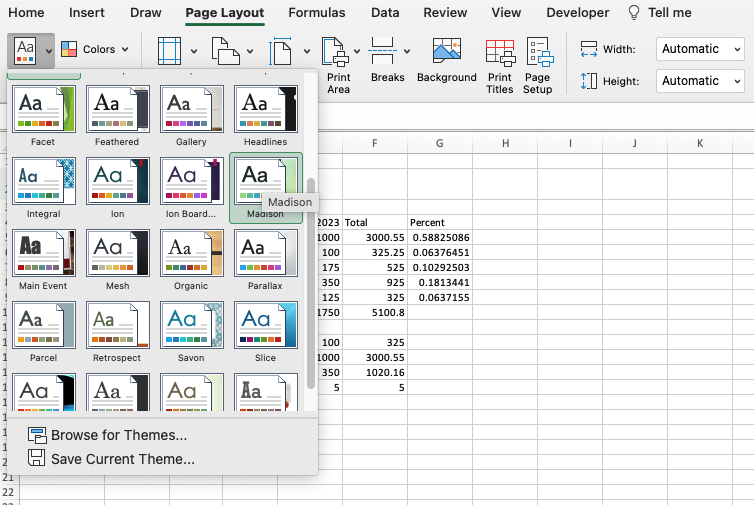 Home Insert Draw Page Layout Formulas Data Review View Developer Tell me
Aa Colors Print Area Breaks Background Print Titles Page Setup Width: Automatic
Height: Automatic
Aa Aa Aa Aa
Facet Feathered Gallery Headlines
F G H I J K
Aa Aa Aa Aa
Integral Ion Ion Board... Madison
Madison
2023 Total Percent
1000 3000.55 0.58825086
100 325.25 0.06376451
175 525 0.10292503
350 925 0.1813441
125 325 0.0637155
1750 5100.8
100 325
1000 3000.55
350 1020.16
5 5
Aa Aa Aa Aa
Main Event Mesh Organic Parallax
Aa Aa Aa Aa
Parcel Retrospect Savon Slice
Aa Aa Aa Aa
Browse for Themes...
Save Current Theme...
21
22
23